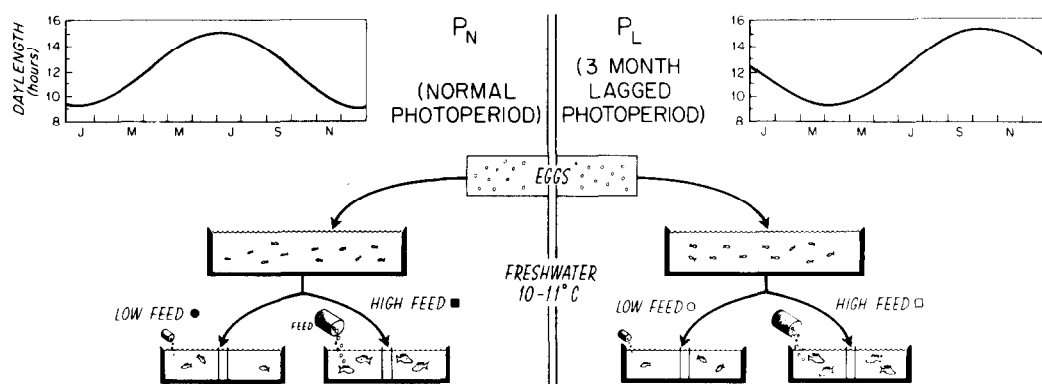 DAYLENGTH
(hours)
16
14
12
10
8
J M M J S N
P_N
(NORMAL
PHOTOPERIOD)
P_L
(3 MONTH
LAGGED
PHOTOPERIOD)
16
14
12
10
8
J M M J S N
EGGS
FRESHWATER
10-11°C
LOW FEED ●
HIGH FEED ■
FEED
LOW FEED ○
HIGH FEED □